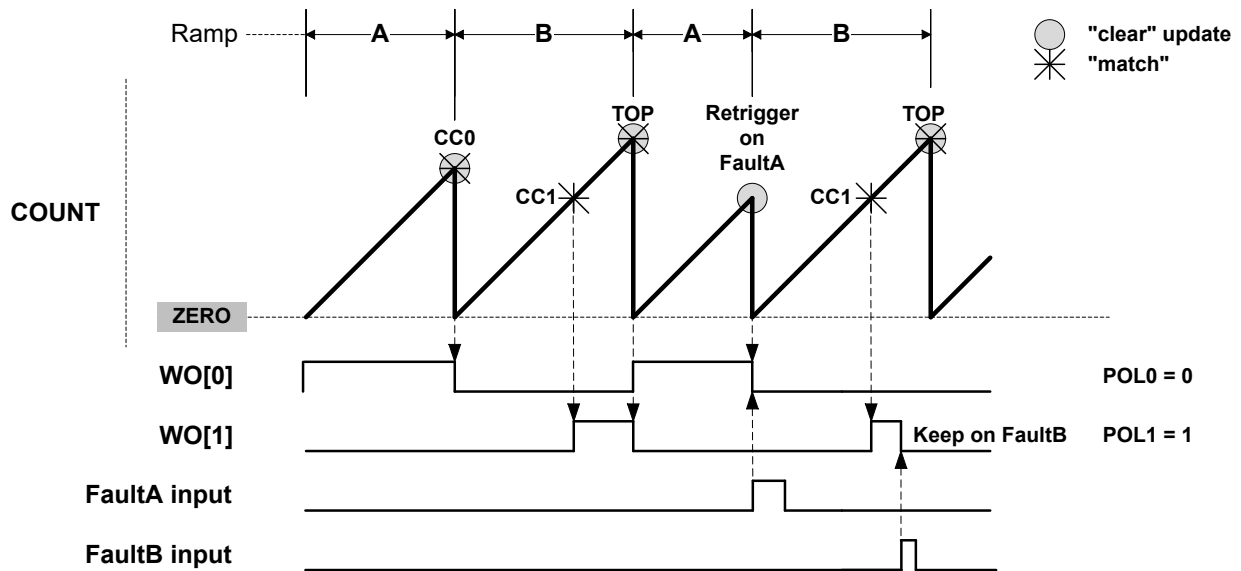 Ramp
A
B
A
B
"clear" update
"match"
TOP
Retrigger
on
FaultA
TOP
CC0
CC1
CC1
COUNT
ZERO
WO[0]
POL0 = 0
WO[1]
Keep on FaultB
POL1 = 1
FaultA input
FaultB input